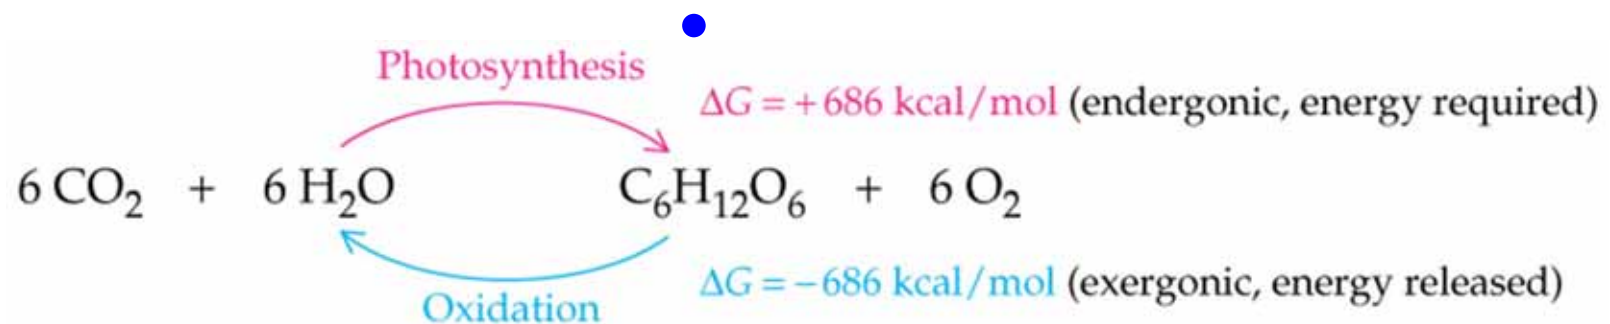 Photosynthesis
ΔG = +686 kcal/mol (endergonic, energy required)
6 CO₂ + 6 H₂O C₆H₁₂O₆ + 6 O₂
ΔG = −686 kcal/mol (exergonic, energy released)
Oxidation